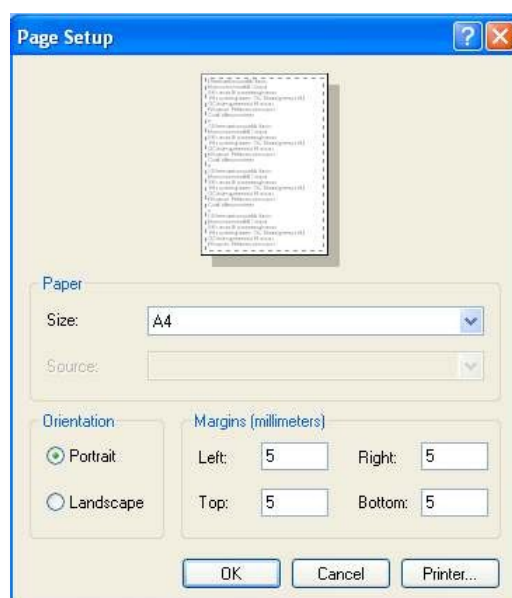 Page Setup
Paper
Size: A4
Source:
Orientation
Portrait
Landscape
Margins (millimeters)
Left: 5 Right: 5
Top: 5 Bottom: 5
OK Cancel Printer...